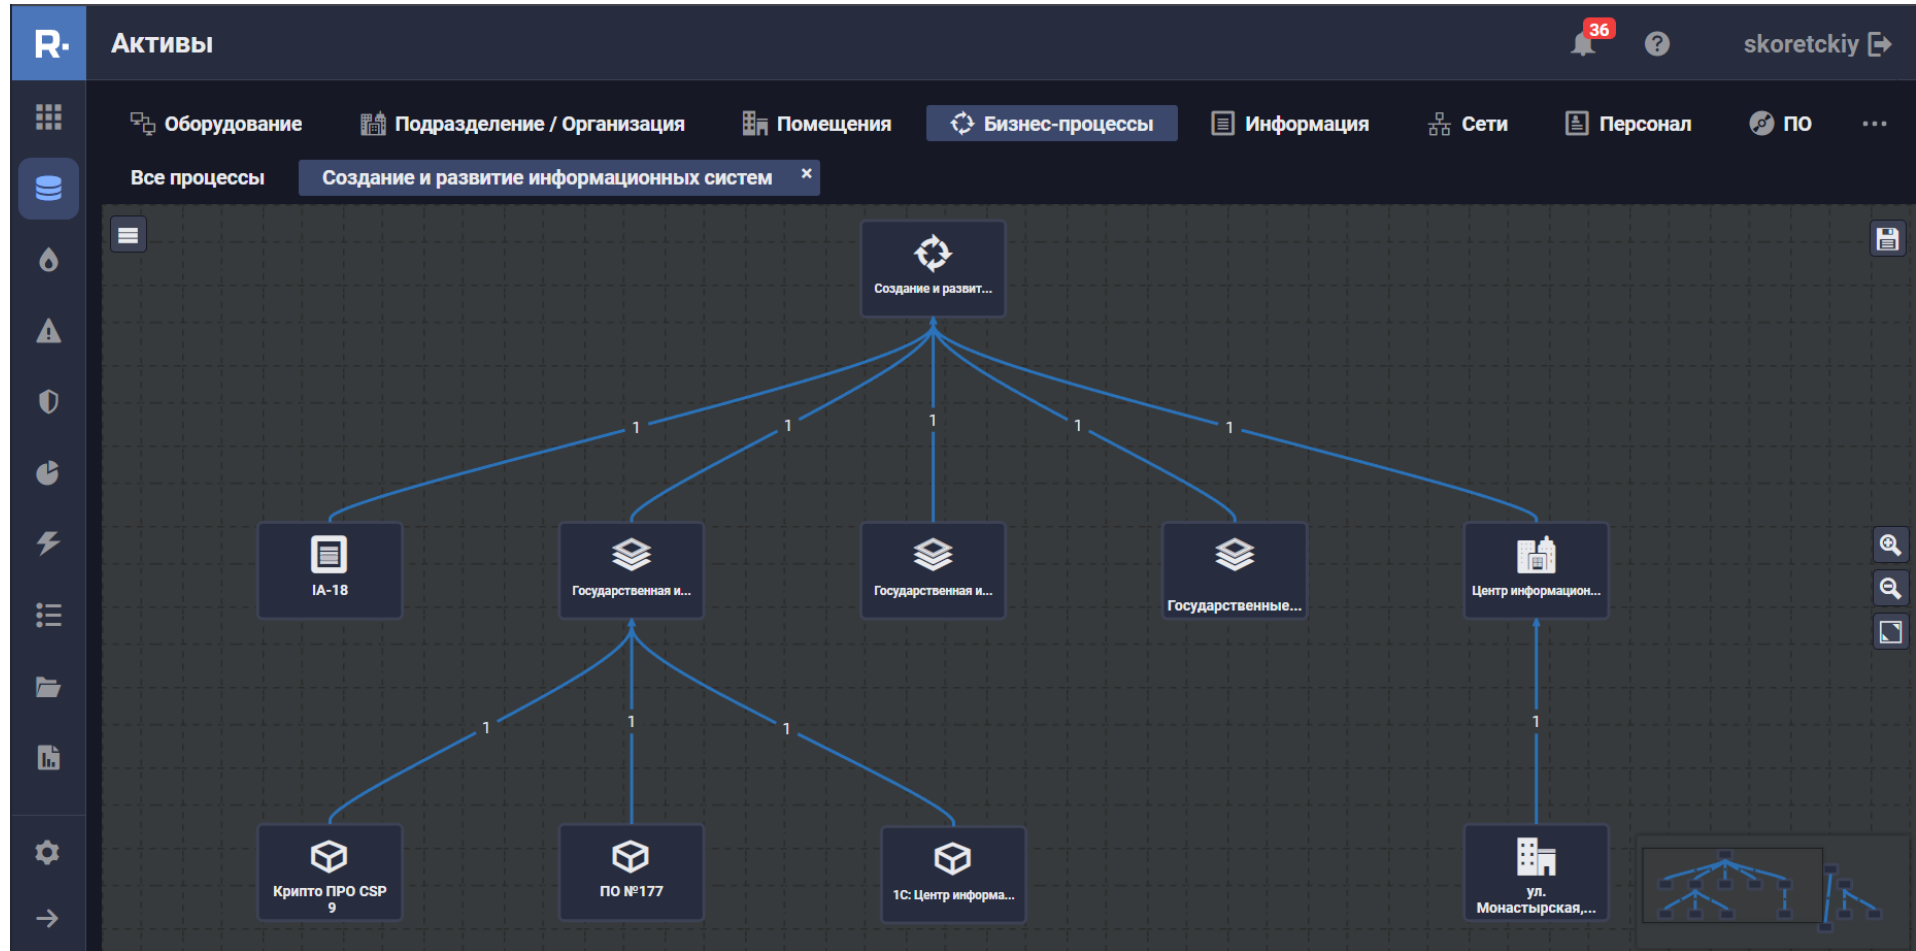 R·
Активы
36
?
skoretckiy
Оборудование
Подразделение / Организация
Помещения
Бизнес-процессы
Информация
Сети
Персонал
ПО
...
Все процессы
Создание и развитие информационных систем ×
Создание и развит...
1
1
1
1
1
IA-18
Государственная и...
Государственная и...
Государственные...
Центр информацион...
1
1
1
1
Крипто ПРО CSP
9
ПО №177
1С: Центр информа...
ул.
Монастырская,...